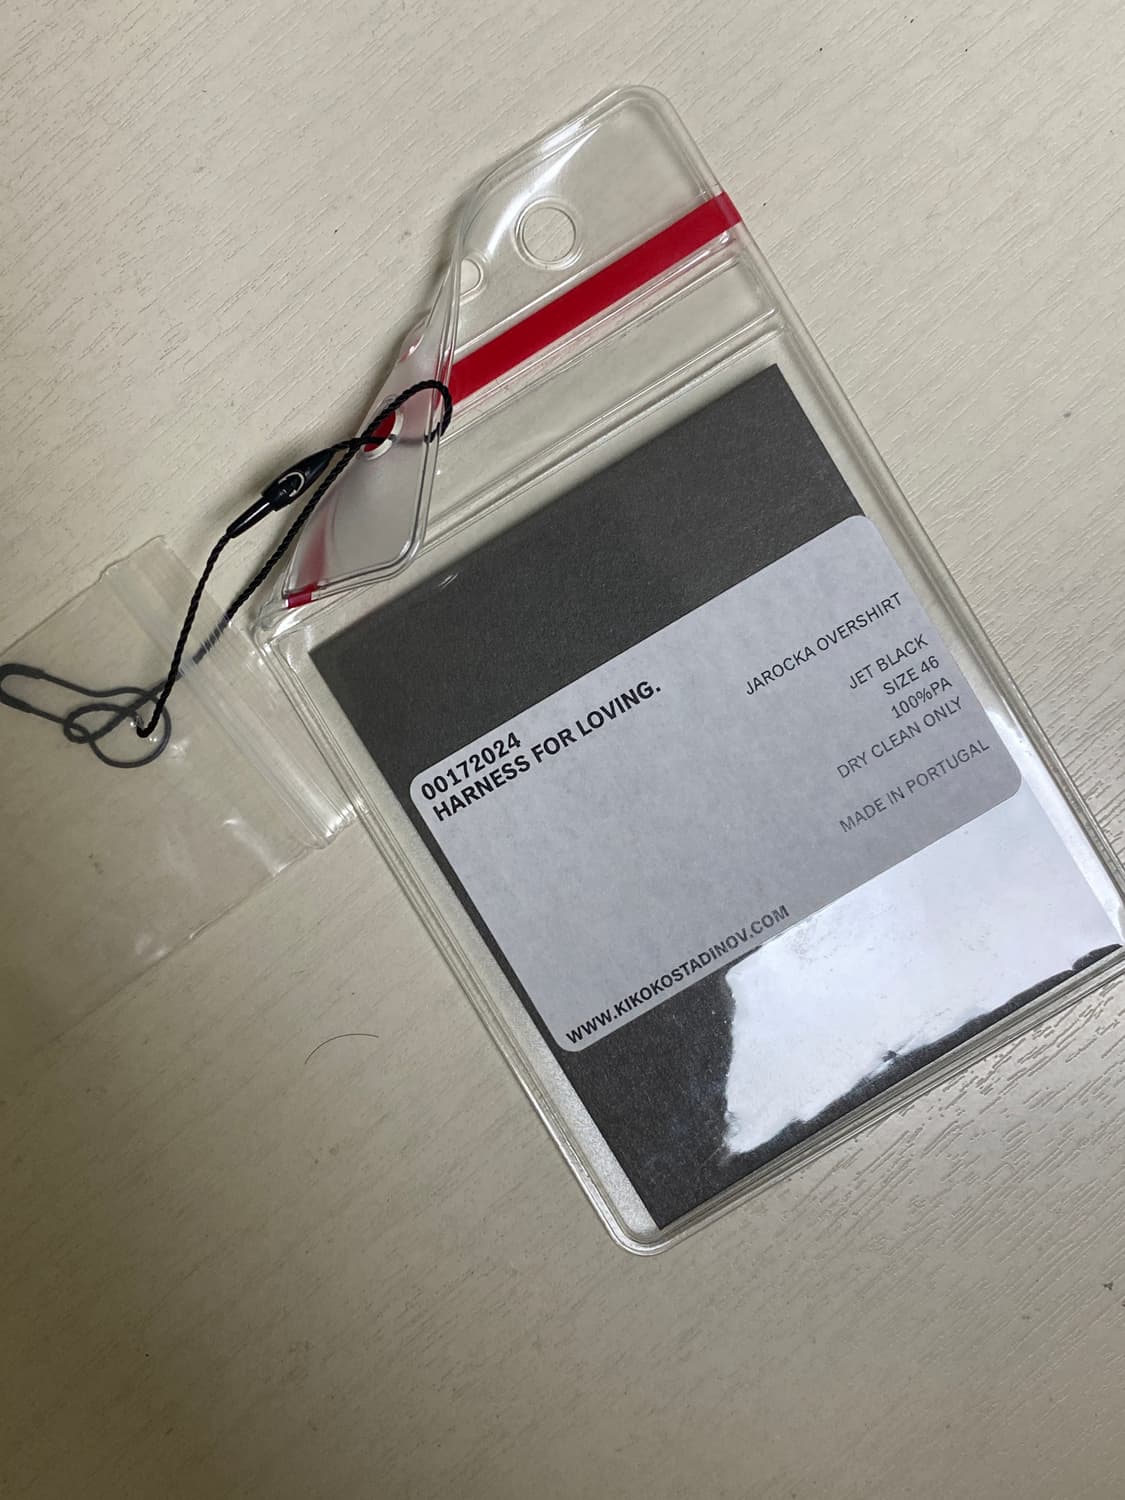 00172024
HARNESS FOR LOVING.
JAROCKA OVERSHIRT
JET BLACK
SIZE 46
100%PA
DRY CLEAN ONLY
MADE IN PORTUGAL
WWW.KIKOKOSTADINOV.COM